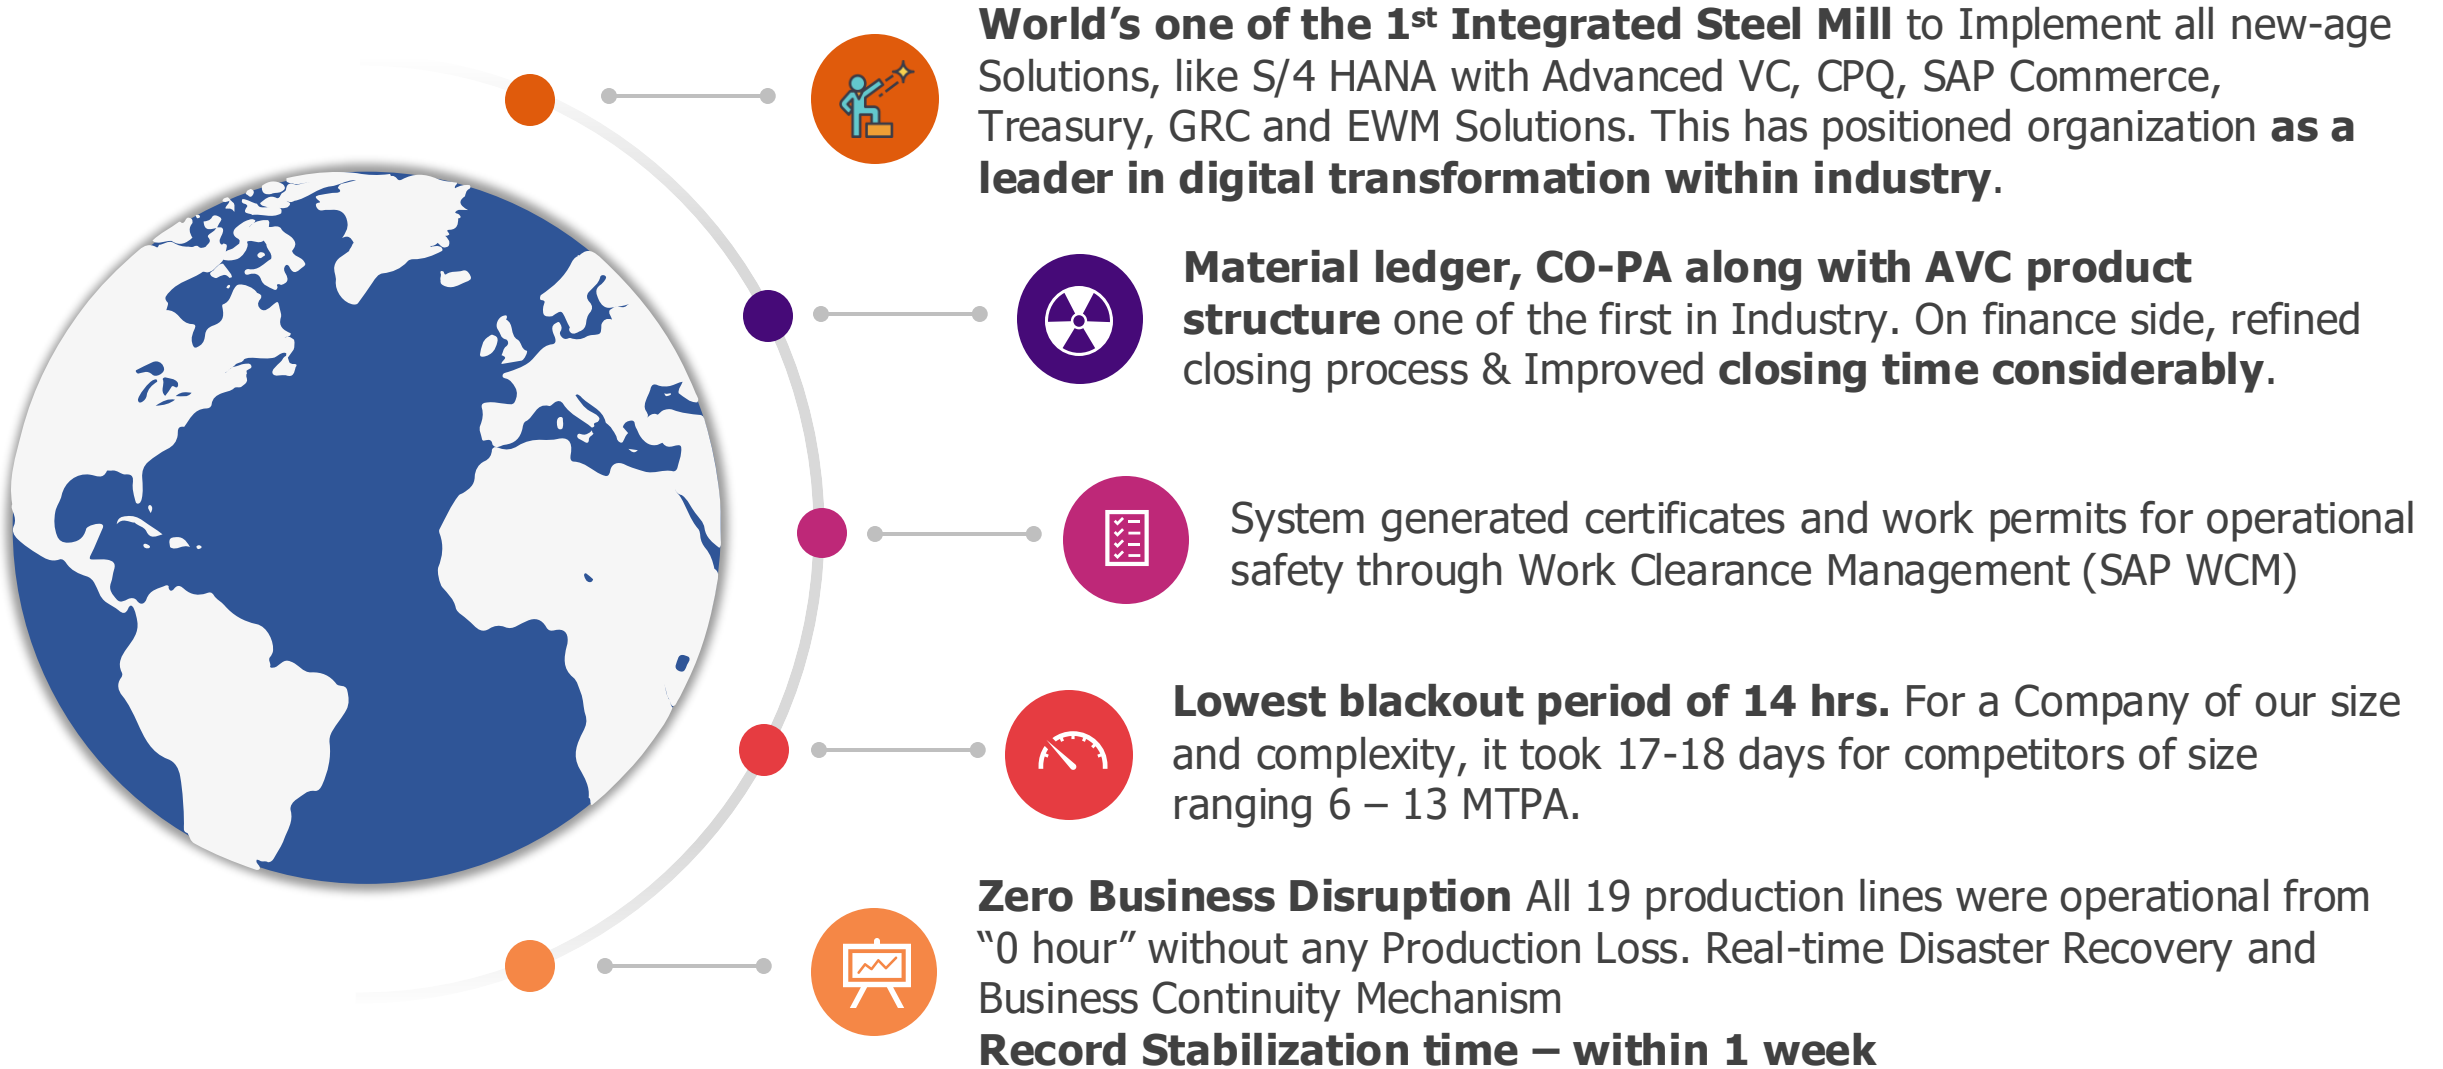 World’s one of the 1st Integrated Steel Mill to Implement all new-age
Solutions, like S/4 HANA with Advanced VC, CPQ, SAP Commerce,
Treasury, GRC and EWM Solutions. This has positioned organization as a
leader in digital transformation within industry.
Material ledger, CO-PA along with AVC product
structure one of the first in Industry. On finance side, refined
closing process & Improved closing time considerably.
System generated certificates and work permits for operational
safety through Work Clearance Management (SAP WCM)
Lowest blackout period of 14 hrs. For a Company of our size
and complexity, it took 17-18 days for competitors of size
ranging 6 – 13 MTPA.
Zero Business Disruption All 19 production lines were operational from
“0 hour” without any Production Loss. Real-time Disaster Recovery and
Business Continuity Mechanism
Record Stabilization time – within 1 week